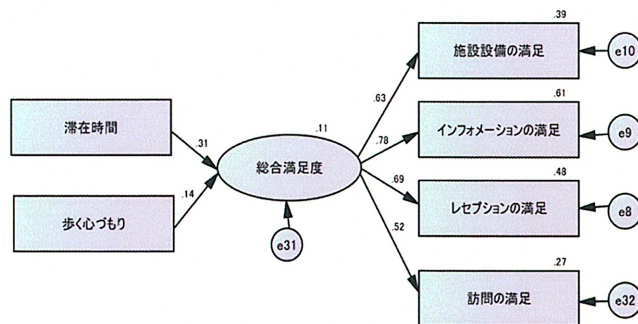 .39
施設設備の満足
e10
.63
.61
滞在時間
.31
.11
.78
インフォメーションの満足
e9
総合満足度
.69
.48
歩く心づもり
.14
レセプションの満足
e8
.52
e31
.27
訪問の満足
e32